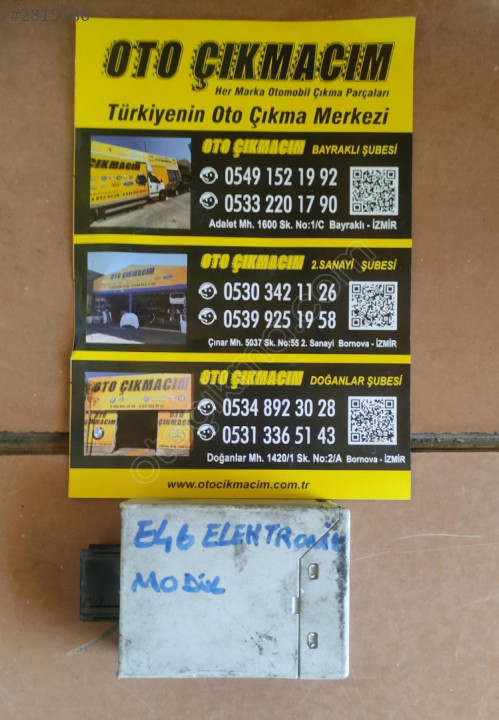 OTO ÇIKMACIM
Her Marka Otomobil Çıkma Parçaları
Türkiyenin Oto Çıkma Merkezi
OTO ÇIKMACIM BAYRAKLI ŞUBESİ
0549 152 19 92
0533 220 17 90
Adalet Mh. 1600 Sk. No:1/C Bayraklı - İZMİR
OTO ÇIKMACIM 2.SANAYİ ŞUBESİ
0530 342 11 26
0539 925 19 58
Çınar Mh. 5037 Sk. No:55 2. Sanayi Bornova - İZMİR
OTO ÇIKMACIM
OTO ÇIKMACIM DOĞANLAR ŞUBESİ
0534 892 30 28
0531 336 51 43
Doğanlar Mh. 1420/1 Sk. No:2/A Bornova - İZMİR
OTO ÇIKMACIM
www.otocikmacim.com.tr
E46 ELEKTRONİK
MODÜL